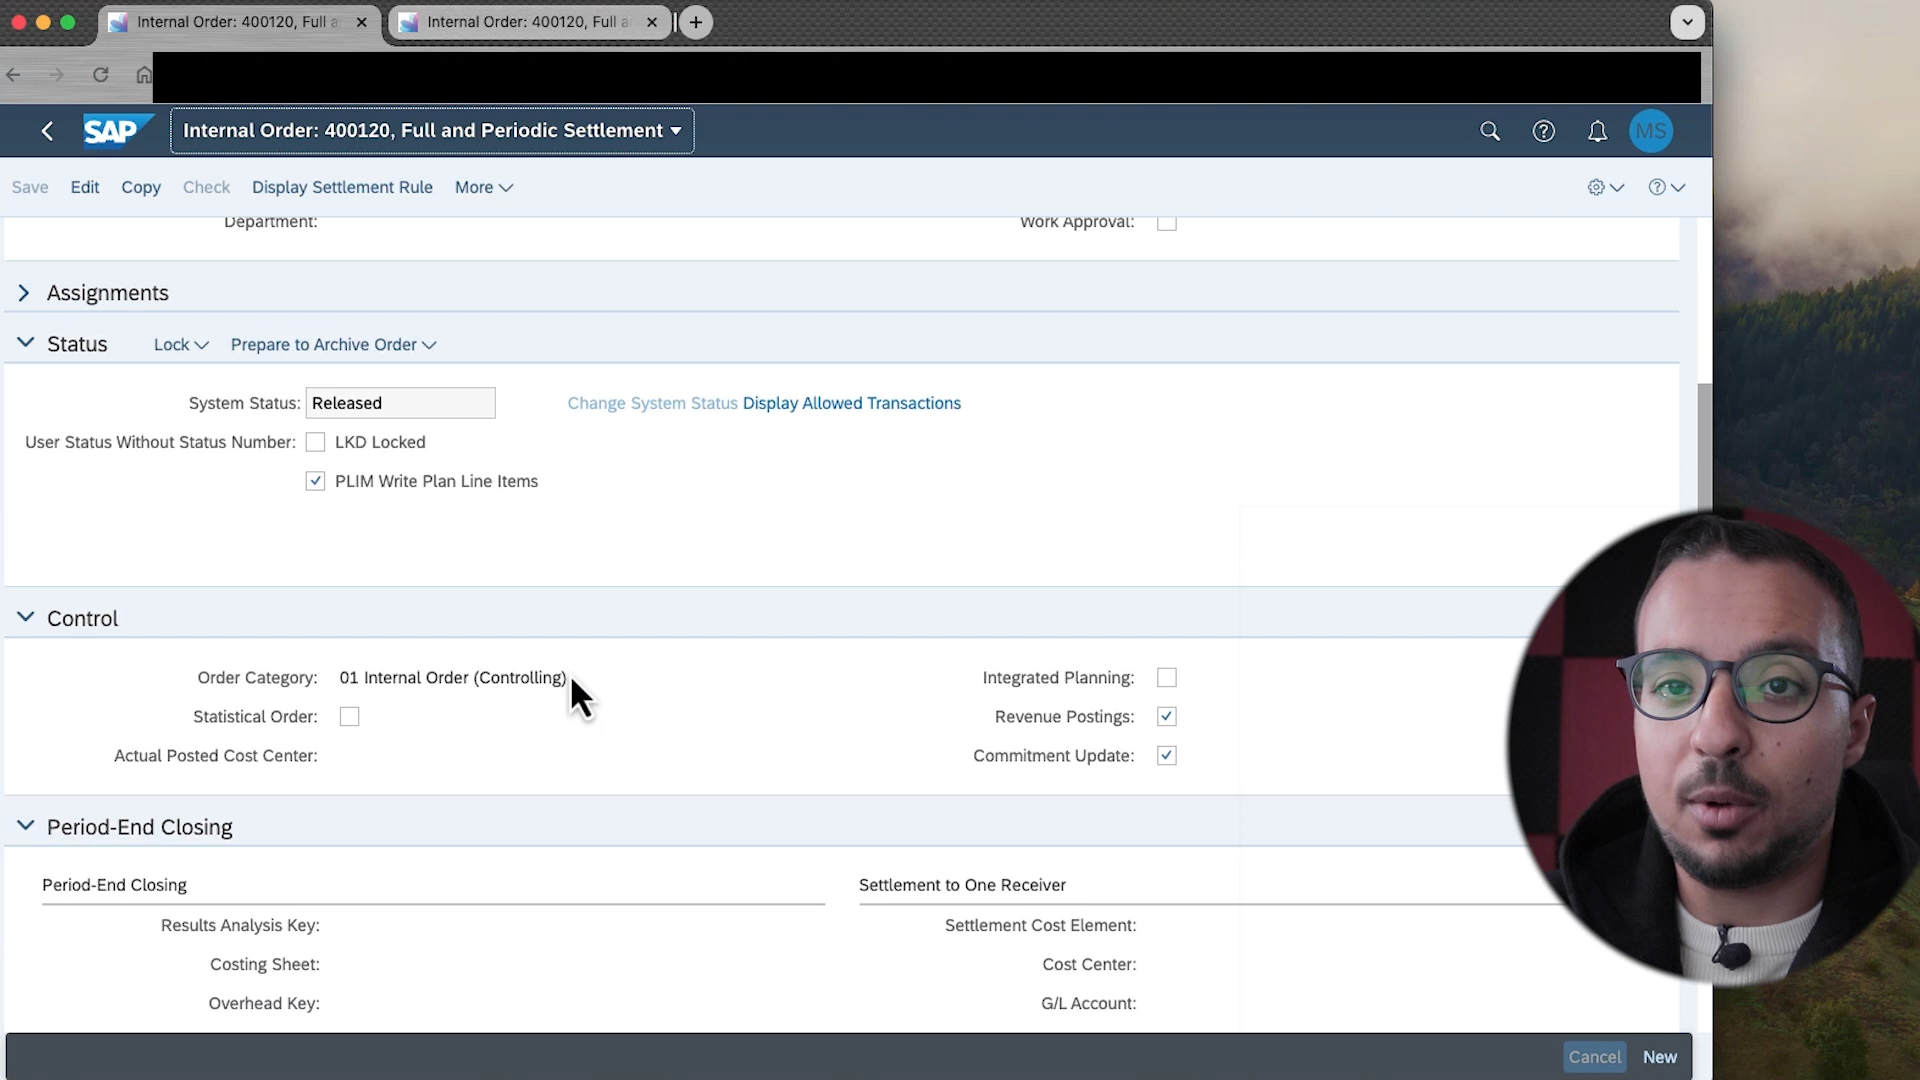 Internal Order: 400120, Full a
Internal Order: 400120, Full a
SAP
Internal Order: 400120, Full and Periodic Settlement
MS
Save Edit Copy Check Display Settlement Rule More
Department:
Work Approval:
Assignments
Status Lock Prepare to Archive Order
System Status: Released Change System Status Display Allowed Transactions
User Status Without Status Number: LKD Locked
PLIM Write Plan Line Items
Control
Order Category: 01 Internal Order (Controlling)
Integrated Planning:
Statistical Order:
Revenue Postings:
Actual Posted Cost Center:
Commitment Update:
Period-End Closing
Period-End Closing
Settlement to One Receiver
Results Analysis Key:
Settlement Cost Element:
Costing Sheet:
Cost Center:
Overhead Key:
G/L Account:
Cancel New